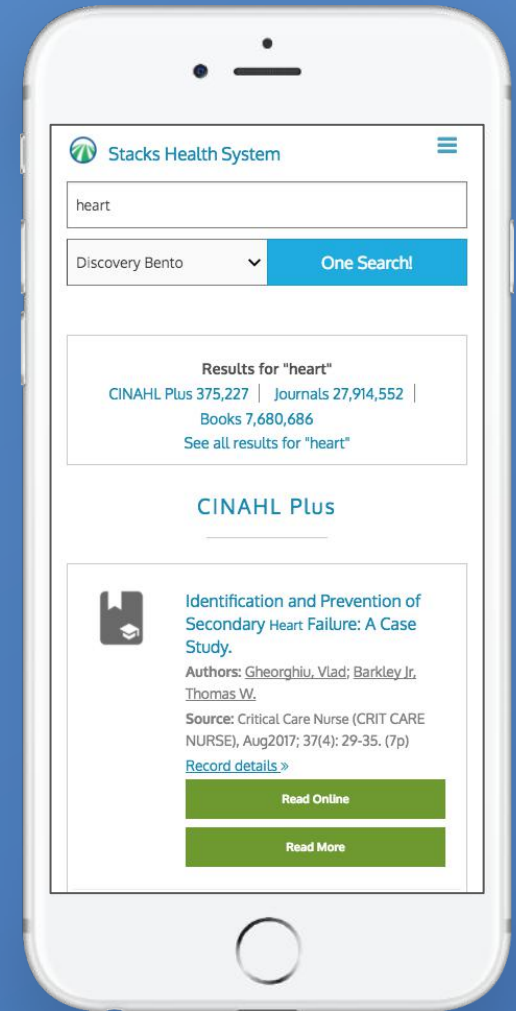 Stacks Health System
heart
Discovery Bento
One Search!
Results for "heart"
CINAHL Plus 375,227 | Journals 27,914,552 |
Books 7,680,686
See all results for "heart"
CINAHL Plus
Identification and Prevention of
Secondary Heart Failure: A Case
Study.
Authors: Gheorghiu, Vlad; Barkley Jr,
Thomas W.
Source: Critical Care Nurse (CRIT CARE
NURSE), Aug2017; 37(4): 29-35. (7p)
Record details »
Read Online
Read More